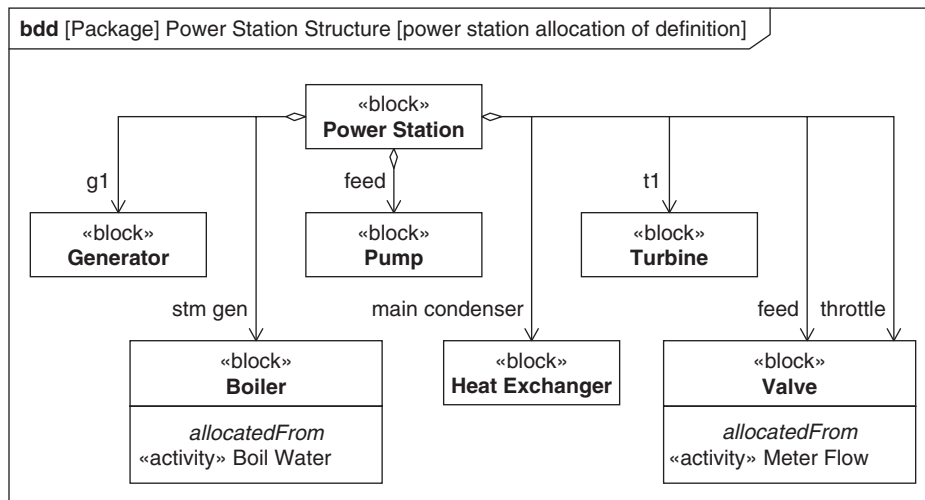 bdd [Package] Power Station Structure [power station allocation of definition]
«block»
Power Station
g1
feed
t1
«block»
Generator
«block»
Pump
«block»
Turbine
stm gen
main condenser
feed
throttle
«block»
Boiler
allocatedFrom
«activity» Boil Water
«block»
Heat Exchanger
«block»
Valve
allocatedFrom
«activity» Meter Flow